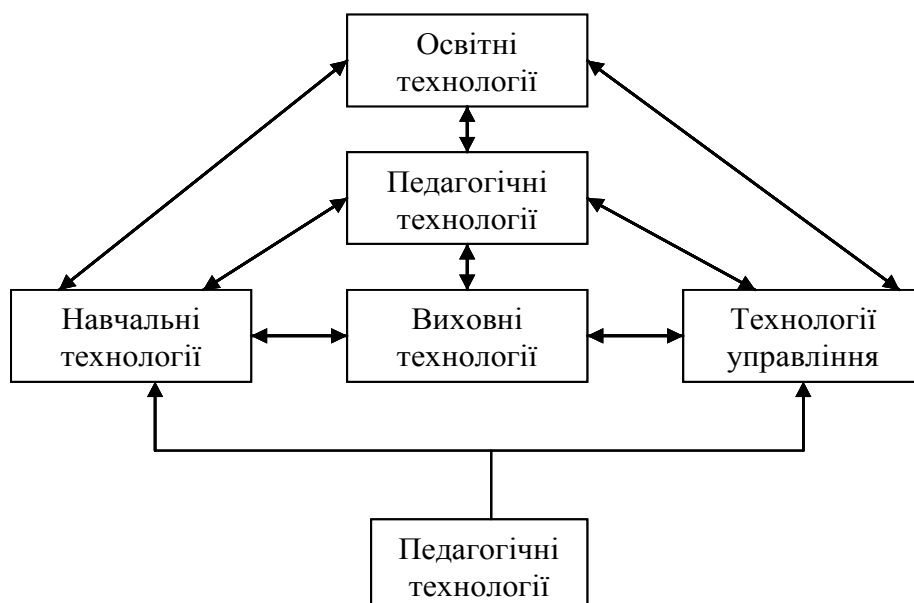 Освітні
технології
Педагогічні
технології
Навчальні
технології
Виховні
технології
Технології
управління
Педагогічні
технології